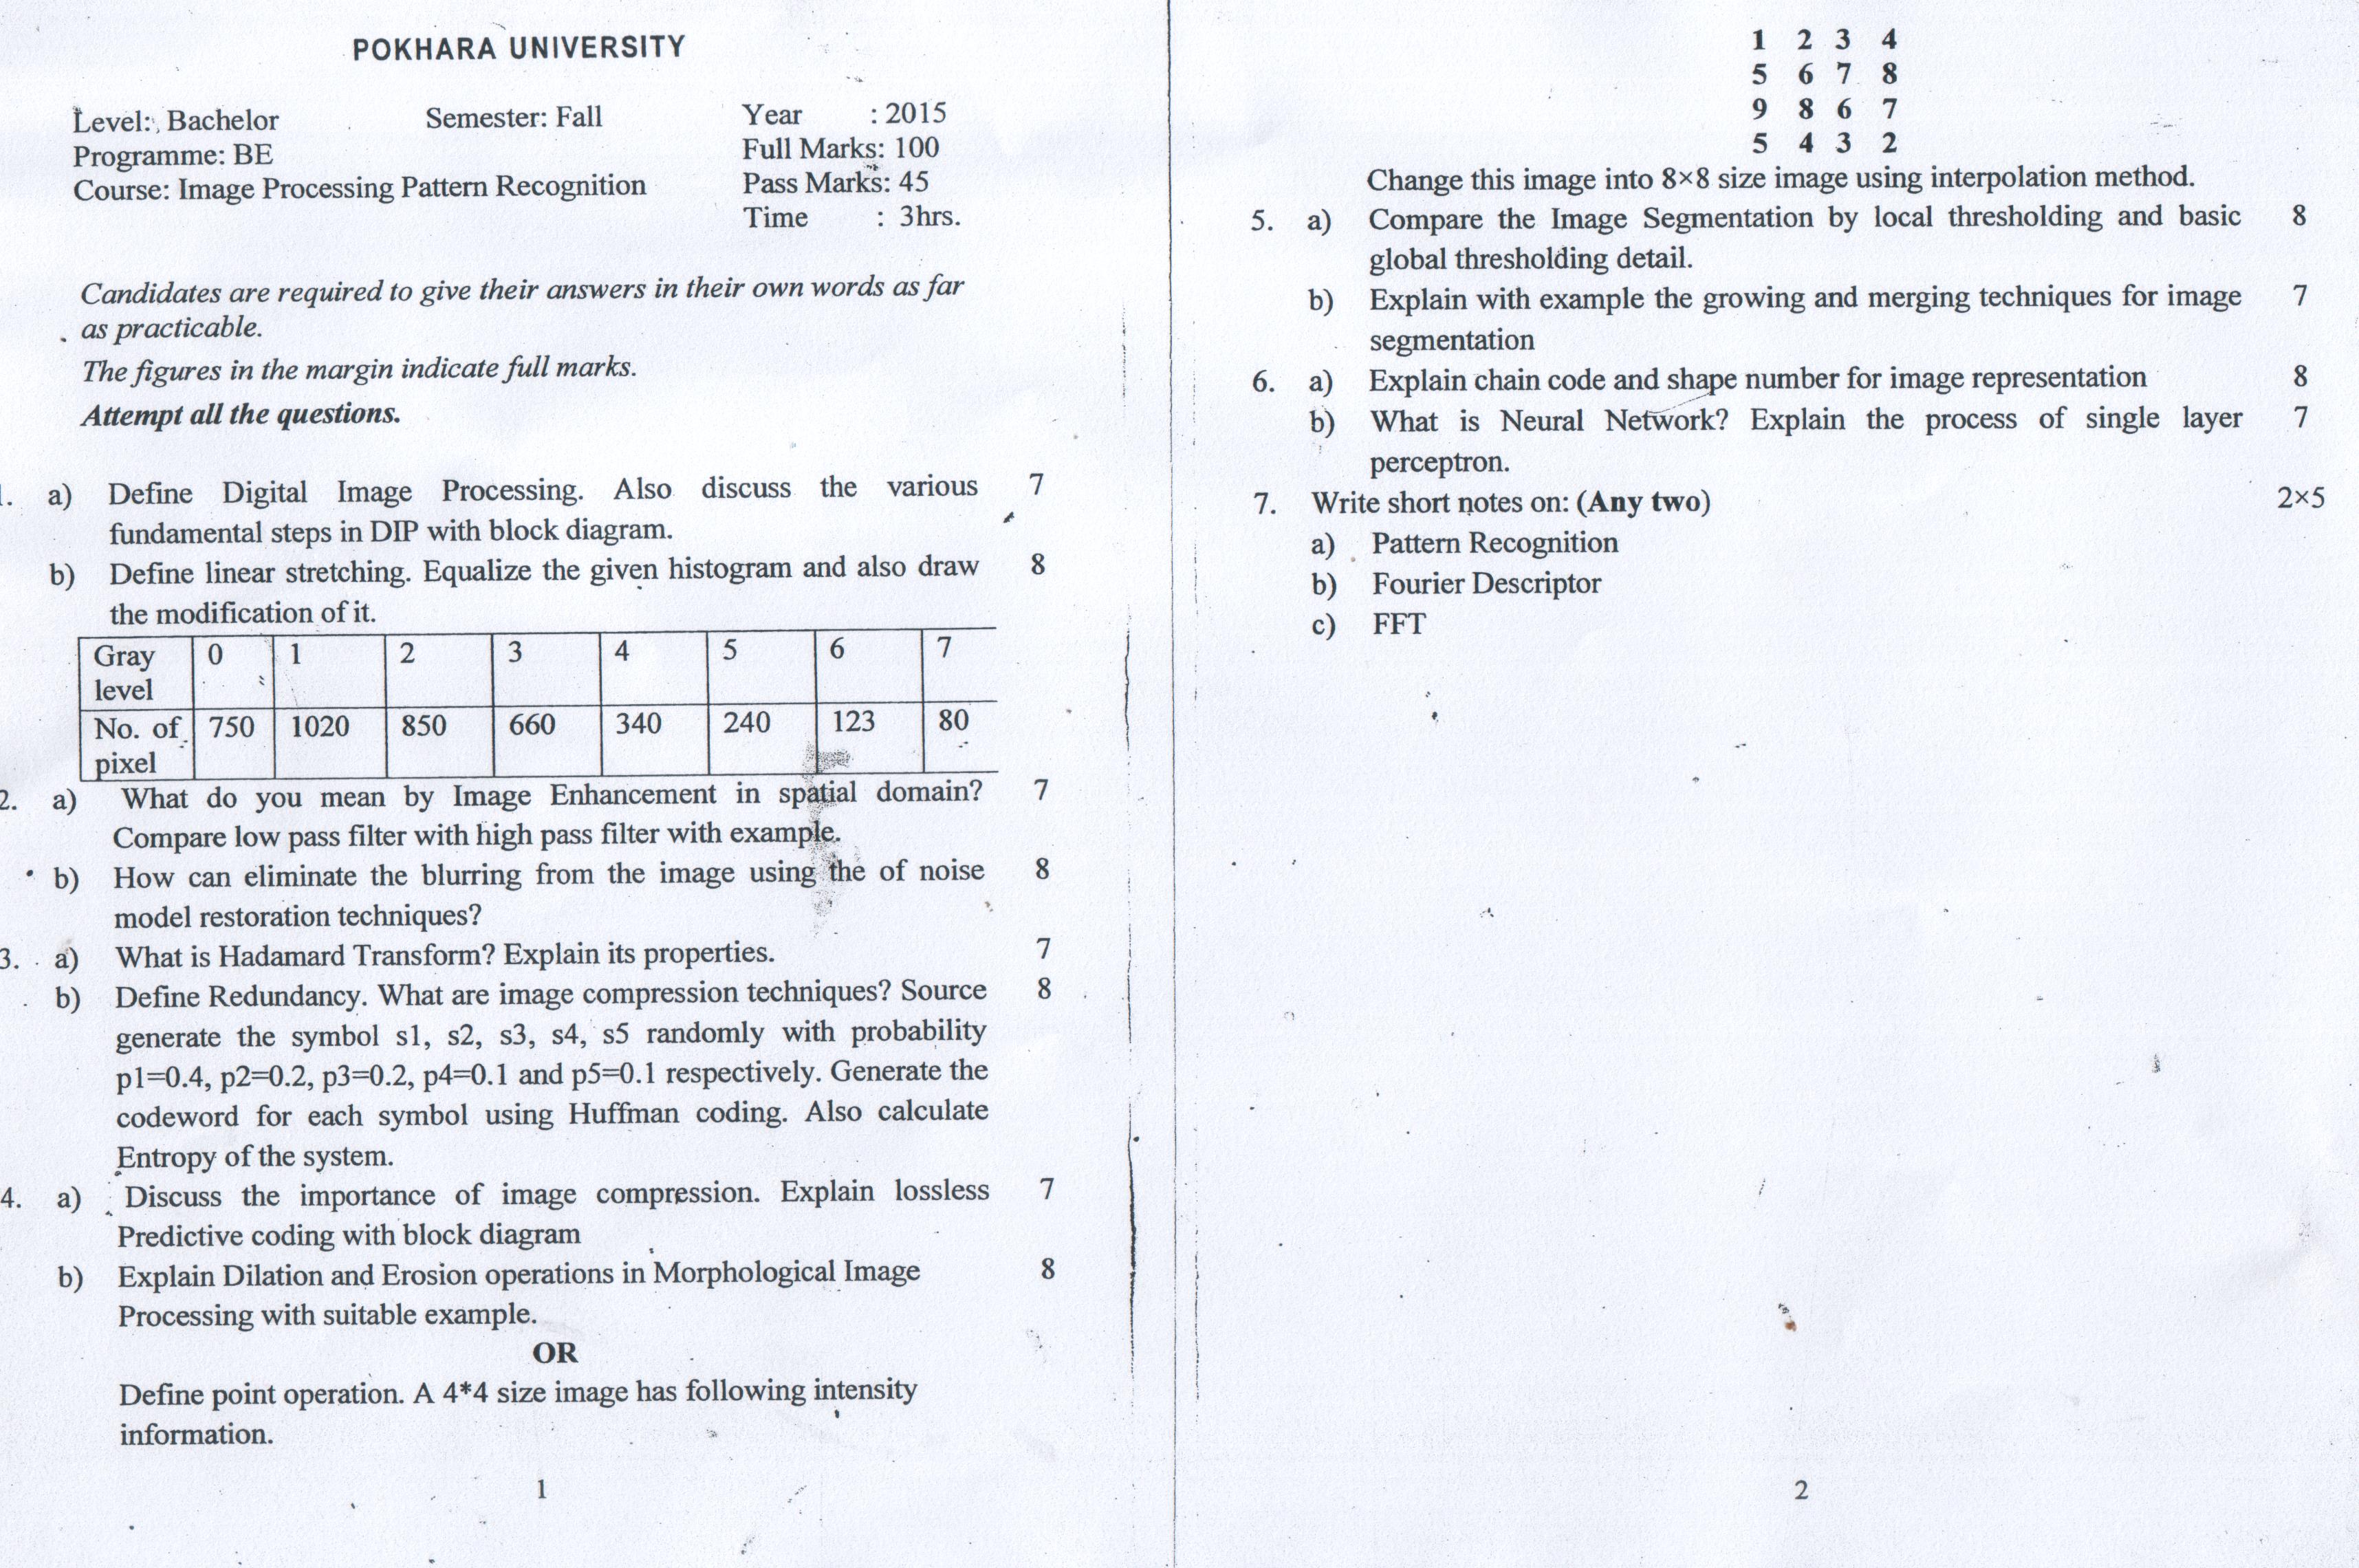 POKHARA UNIVERSITY
Level: Bachelor Semester: Fall Year : 2015
Programme: BE Full Marks: 100
Course: Image Processing Pattern Recognition Pass Marks: 45
Time : 3hrs.
Candidates are required to give their answers in their own words as far
as practicable.
The figures in the margin indicate full marks.
Attempt all the questions.
1. a) Define Digital Image Processing. Also discuss the various 7
fundamental steps in DIP with block diagram.
b) Define linear stretching. Equalize the given histogram and also draw 8
the modification of it.
Gray 0 1 2 3 4 5 6 7
level
No. of 750 1020 850 660 340 240 123 80
pixel
2. a) What do you mean by Image Enhancement in spatial domain? 7
Compare low pass filter with high pass filter with example.
b) How can eliminate the blurring from the image using the of noise 8
model restoration techniques?
3. a) What is Hadamard Transform? Explain its properties. 7
b) Define Redundancy. What are image compression techniques? Source 8
generate the symbol s1, s2, s3, s4, s5 randomly with probability
p1=0.4, p2=0.2, p3=0.2, p4=0.1 and p5=0.1 respectively. Generate the
codeword for each symbol using Huffman coding. Also calculate
Entropy of the system.
4. a) Discuss the importance of image compression. Explain lossless 7
Predictive coding with block diagram
b) Explain Dilation and Erosion operations in Morphological Image 8
Processing with suitable example.
OR
Define point operation. A 4*4 size image has following intensity
information.
1
1 2 3 4
5 6 7 8
9 8 6 7
5 4 3 2
Change this image into 8×8 size image using interpolation method.
5. a) Compare the Image Segmentation by local thresholding and basic 8
global thresholding detail.
b) Explain with example the growing and merging techniques for image 7
segmentation
6. a) Explain chain code and shape number for image representation 8
b) What is Neural Network? Explain the process of single layer 7
perceptron.
7. Write short notes on: (Any two) 2×5
a) Pattern Recognition
b) Fourier Descriptor
c) FFT
2